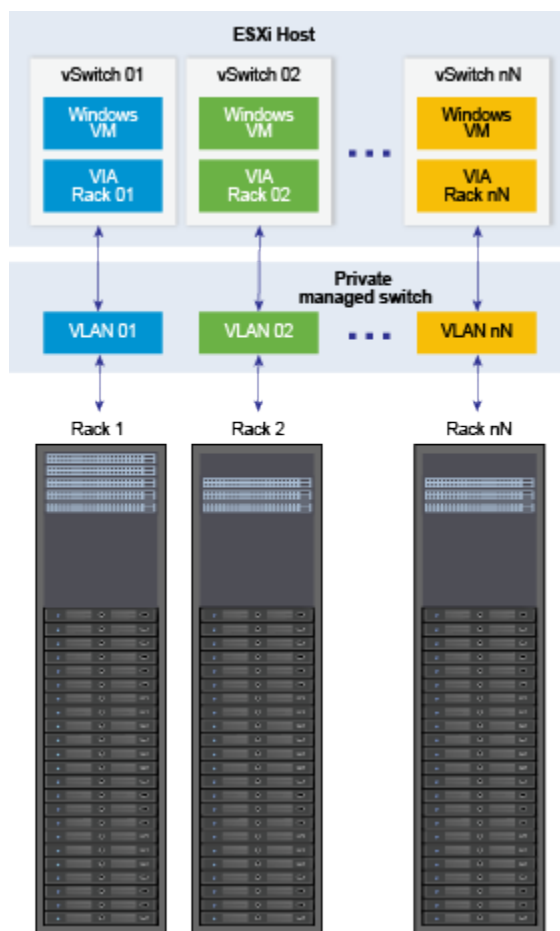 ESXi Host
vSwitch 01
vSwitch 02
vSwitch nN
Windows
VM
Windows
VM
Windows
VM
VIA
Rack 01
VIA
Rack 02
VIA
Rack nN
Private
managed switch
VLAN 01
VLAN 02
VLAN nN
Rack 1
Rack 2
Rack nN